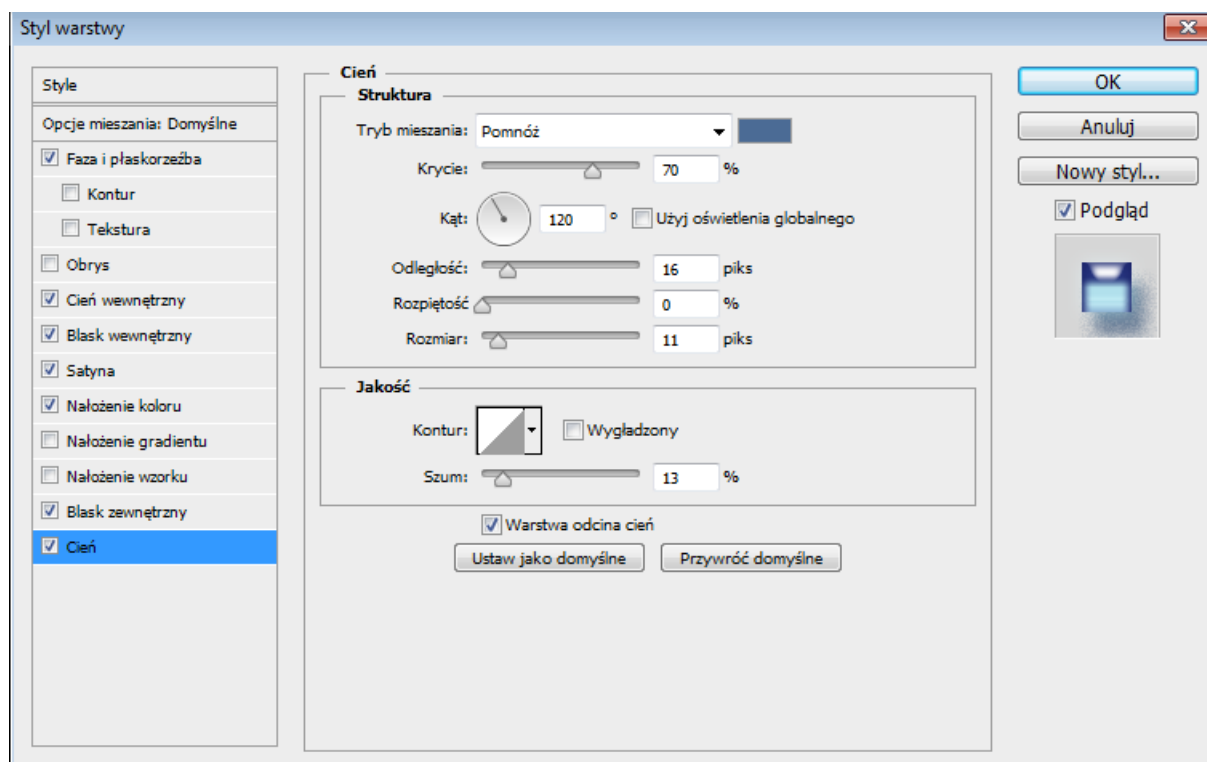 Styl warstwy
Style
Opcje mieszania: Domyślne
Faza i płaskorzeźba
Kontur
Tekstura
Obrys
Cień wewnętrzny
Blask wewnętrzny
Satyna
Nałożenie koloru
Nałożenie gradientu
Nałożenie wzorku
Blask zewnętrzny
Cień
Cień
Struktura
Tryb mieszania: Pomnóż
Krycie: 70 %
Kąt: 120 ° Użyj oświetlenia globalnego
Odległość: 16 piks
Rozpiętość 0 %
Rozmiar: 11 piks
Jakość
Kontur: Wygładzony
Szum: 13 %
Warstwa odcina cień
Ustaw jako domyślne Przywróć domyślne
OK
Anuluj
Nowy styl...
Podgląd